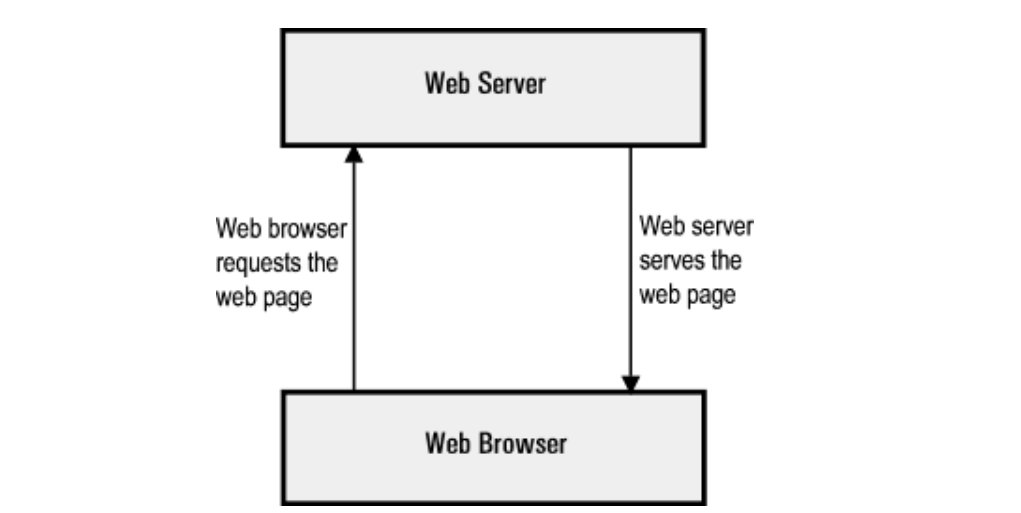 Web Server
Web browser
requests the
web page
Web server
serves the
web page
Web Browser